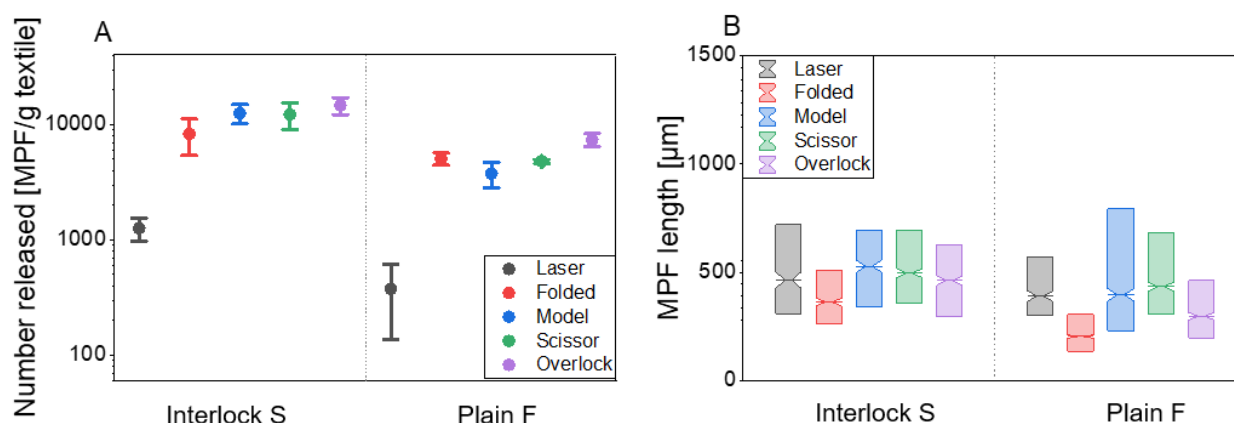 A
Number released [MPF/g textile]
10000
1000
100
Laser
Folded
Model
Scissor
Overlock
Interlock S
Plain F
B
MPF length [µm]
1500
1000
500
0
Laser
Folded
Model
Scissor
Overlock
Interlock S
Plain F